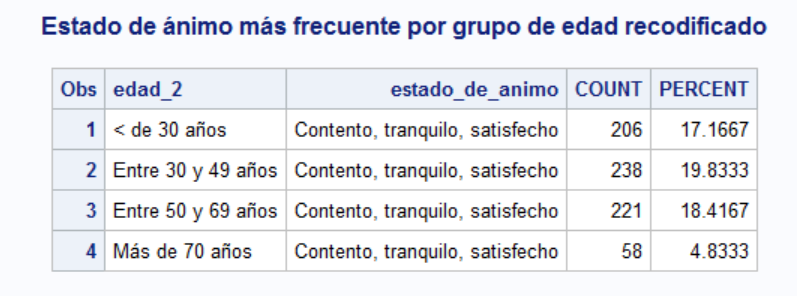 Estado de ánimo más frecuente por grupo de edad recodificado
Obs edad_2 estado_de_animo COUNT PERCENT
1 < de 30 años Contento, tranquilo, satisfecho 206 17.1667
2 Entre 30 y 49 años Contento, tranquilo, satisfecho 238 19.8333
3 Entre 50 y 69 años Contento, tranquilo, satisfecho 221 18.4167
4 Más de 70 años Contento, tranquilo, satisfecho 58 4.8333